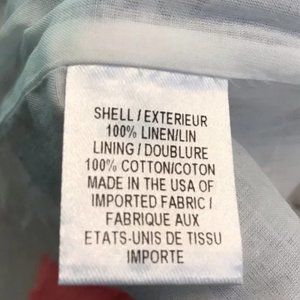 SHELL / EXTERIEUR
100% LINEN/LIN
LINING / DOUBLURE
100% COTTON/COTON
MADE IN THE USA OF
IMPORTED FABRIC /
FABRIQUE AUX
ETATS-UNIS DE TISSU
IMPORTE